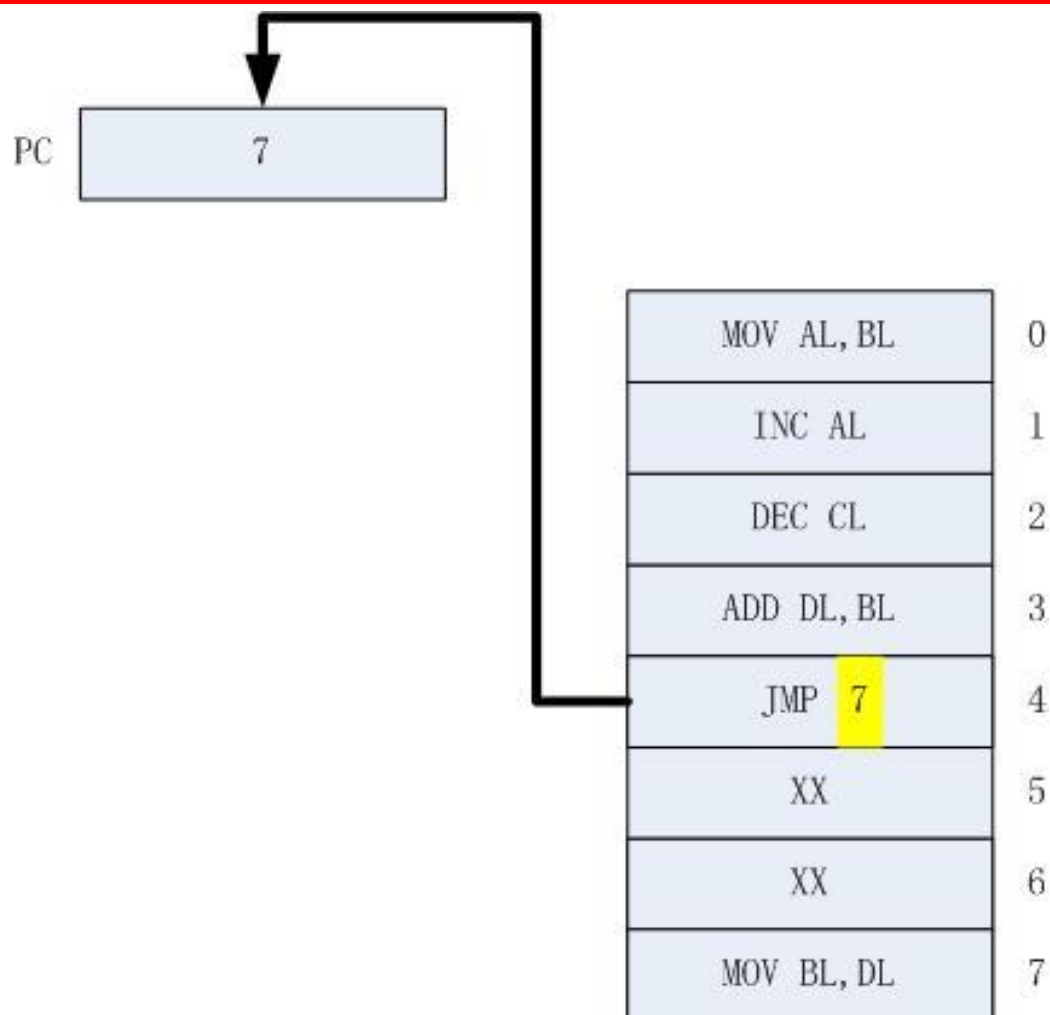 PC 7
MOV AL, BL 0
INC AL 1
DEC CL 2
ADD DL, BL 3
JMP 7 4
XX 5
XX 6
MOV BL, DL 7